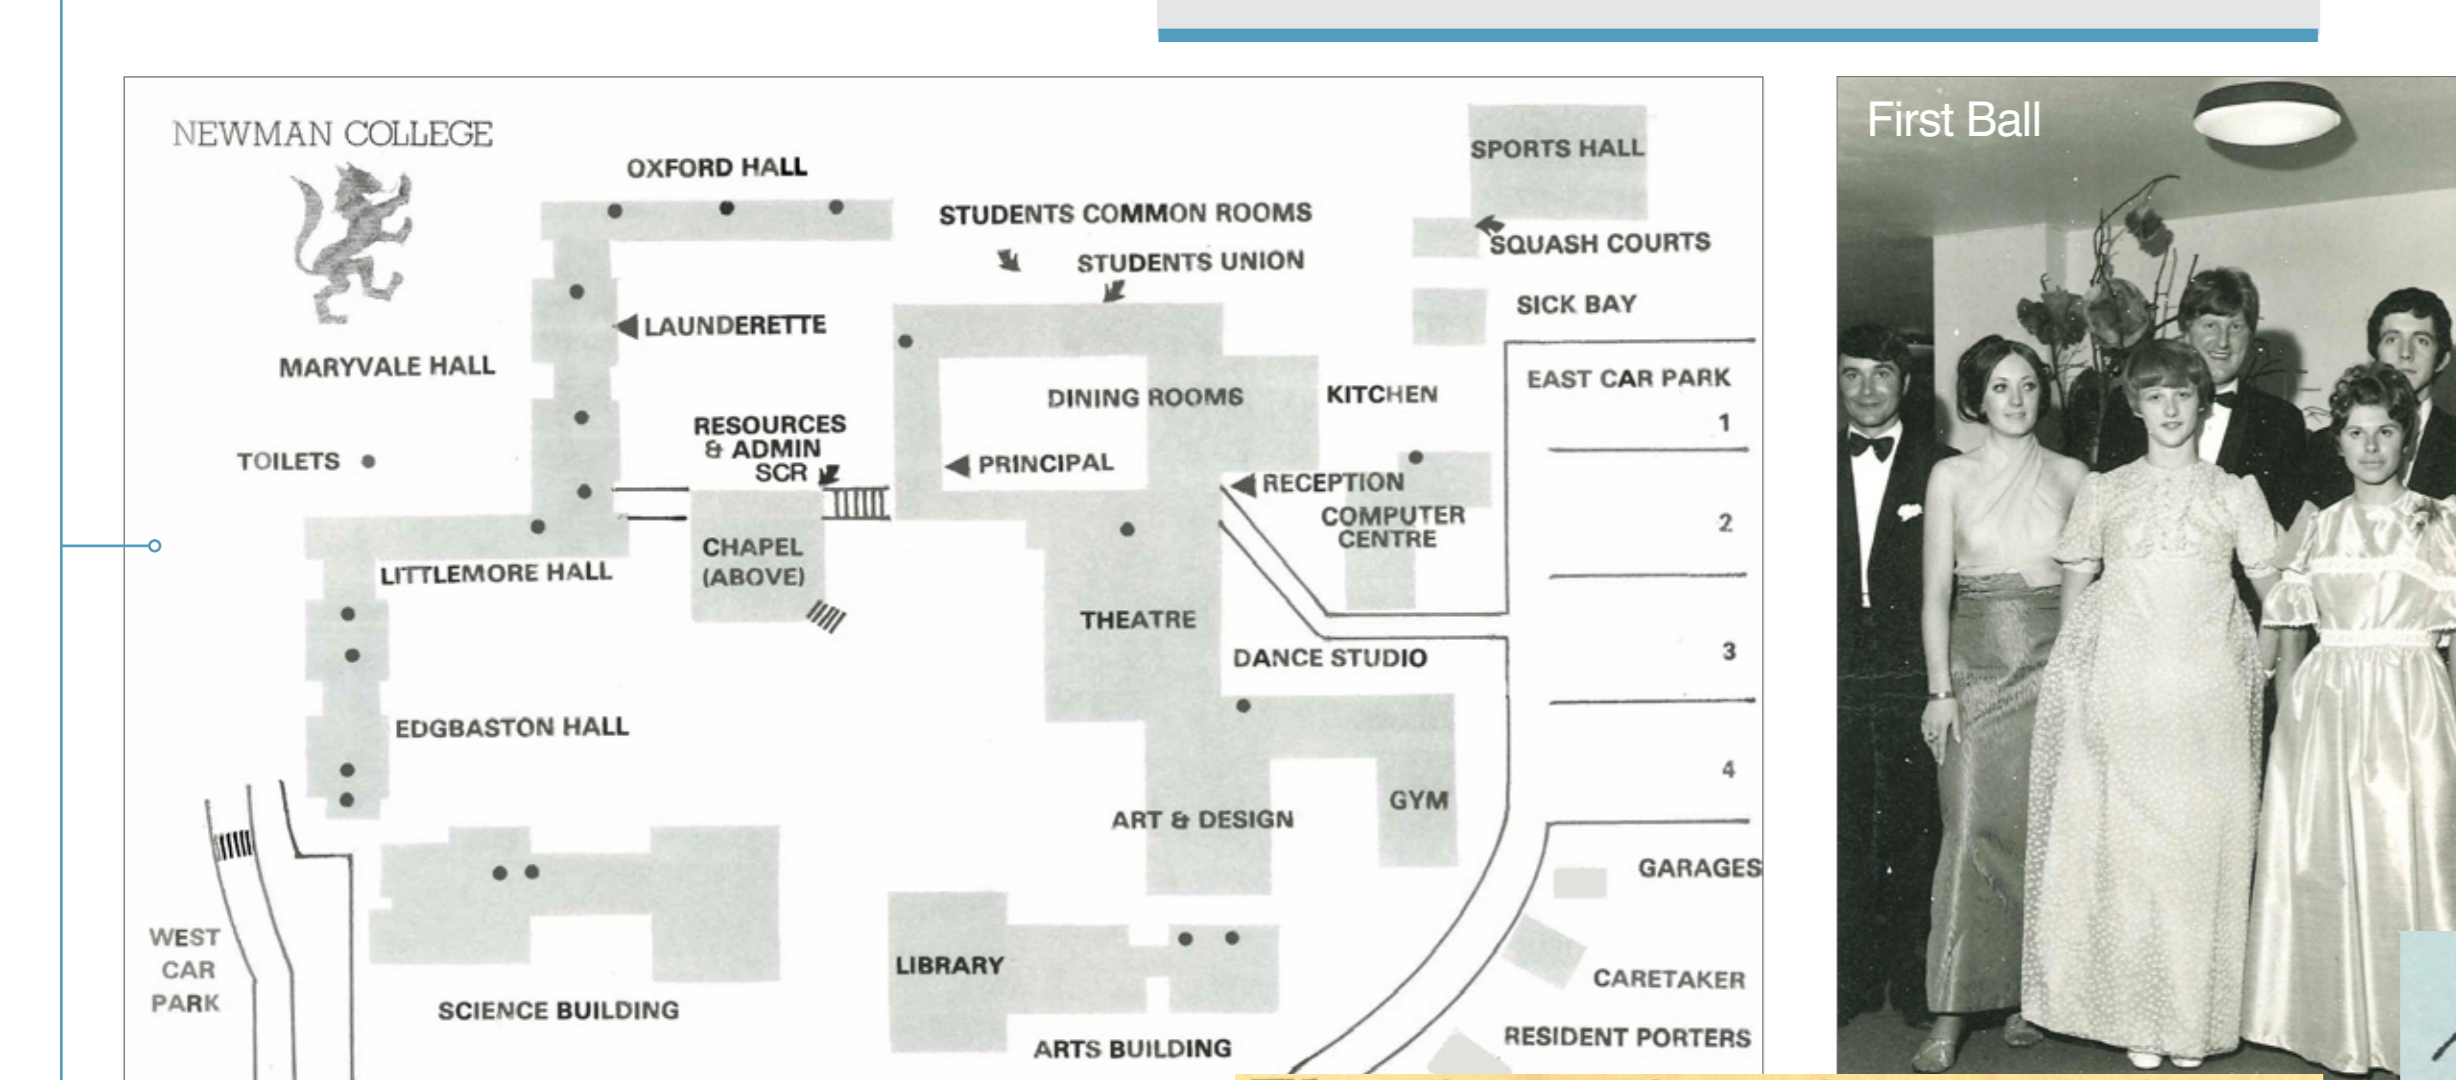 NEWMAN COLLEGE
OXFORD HALL
SPORTS HALL
STUDENTS COMMON ROOMS
SQUASH COURTS
STUDENTS UNION
SICK BAY
LAUNDERETTE
MARYVALE HALL
EAST CAR PARK
1
2
3
4
DINING ROOMS
KITCHEN
RESOURCES
& ADMIN
SCR
TOILETS
PRINCIPAL
RECEPTION
COMPUTER
CENTRE
CHAPEL
(ABOVE)
LITTLEMORE HALL
THEATRE
DANCE STUDIO
EDGBASTON HALL
GYM
ART & DESIGN
GARAGES
WEST
CAR
PARK
LIBRARY
CARETAKER
SCIENCE BUILDING
RESIDENT PORTERS
ARTS BUILDING
First Ball